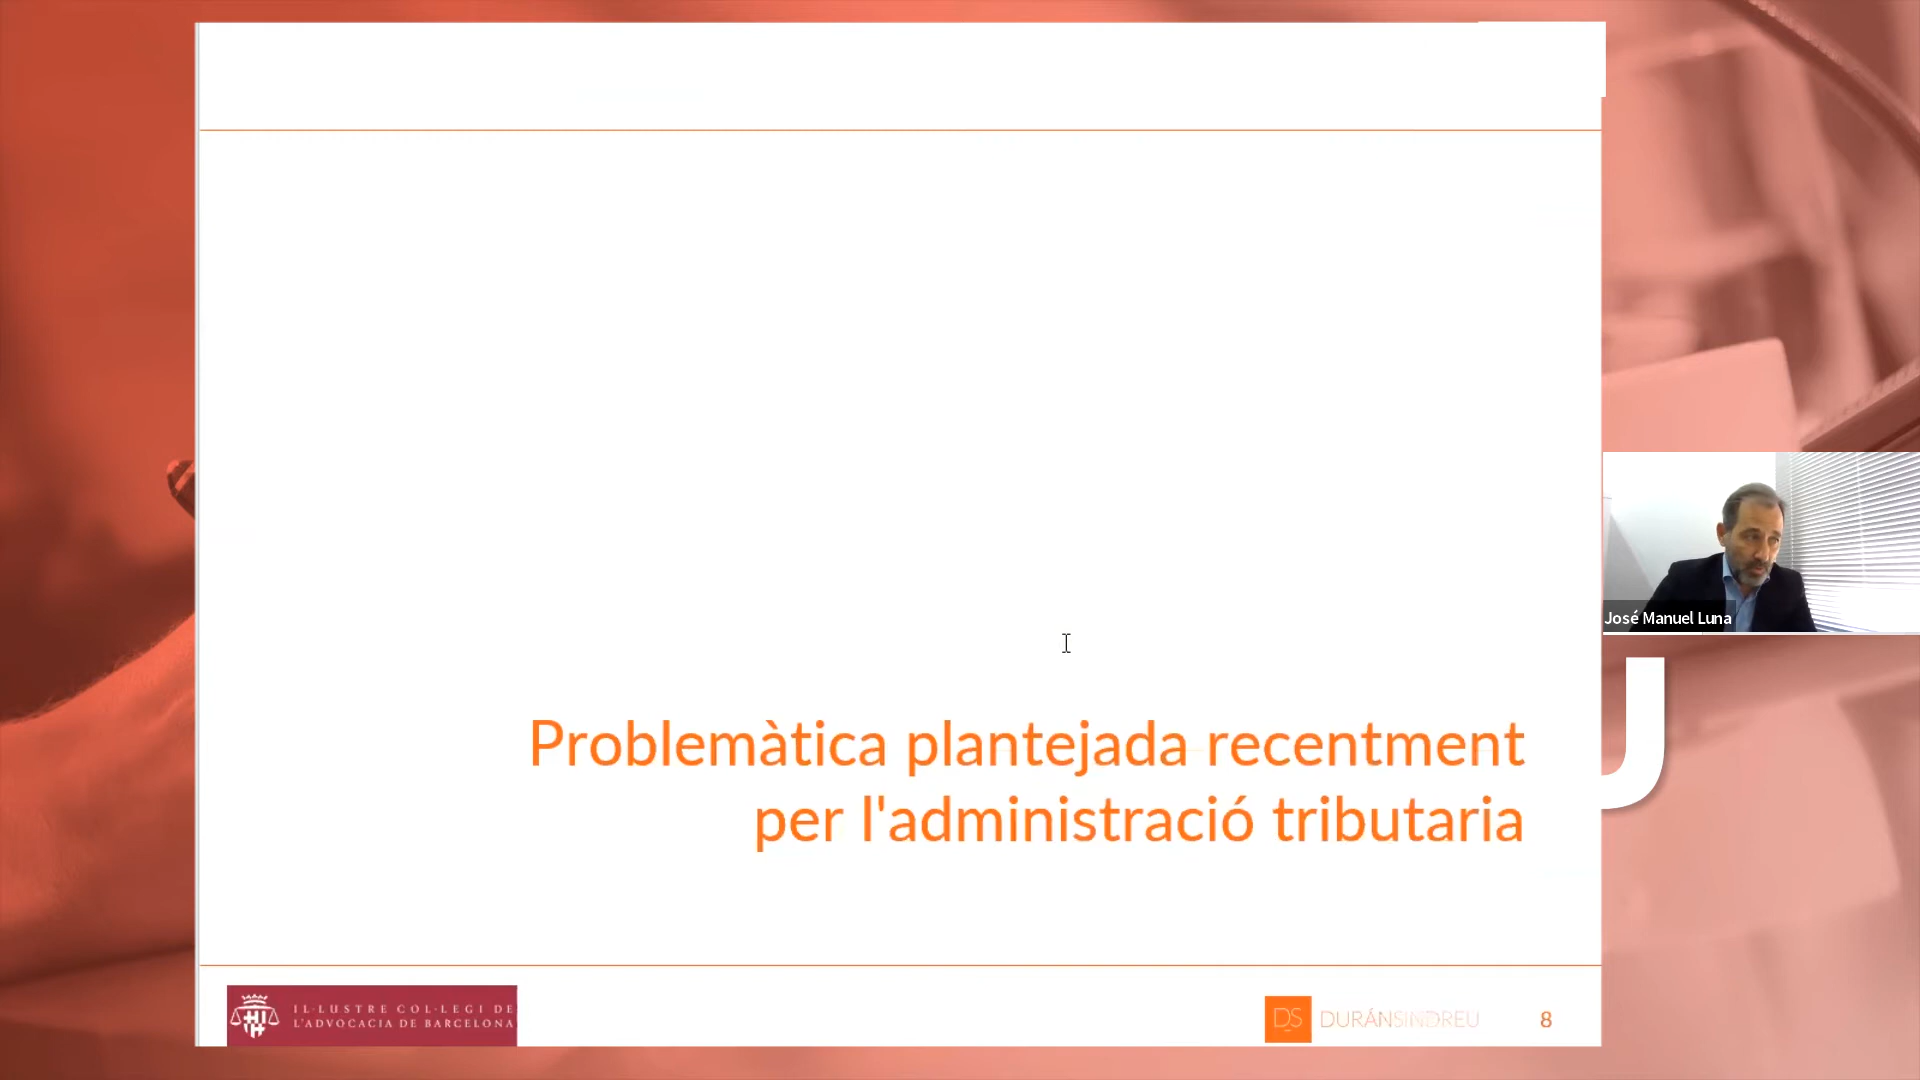 José Manuel Luna
Problemàtica plantejada recentment
per l'administració tributaria
IL·LUSTRE COL·LEGI DE
L'ADVOCACIA DE BARCELONA
DS DURÁNSINDREU
8